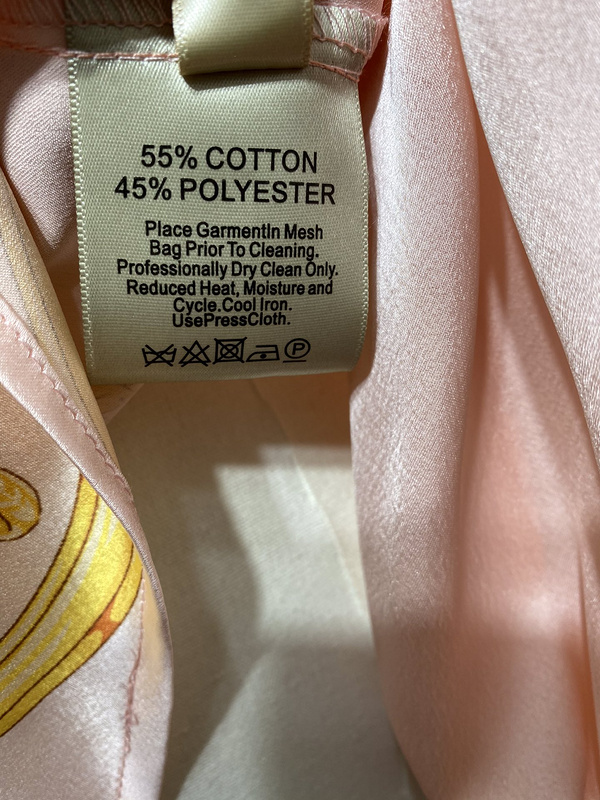 55% COTTON
45% POLYESTER
Place GarmentIn Mesh
Bag Prior To Cleaning.
Professionally Dry Clean Only.
Reduced Heat, Moisture and
Cycle.Cool Iron.
UsePressCloth.
P